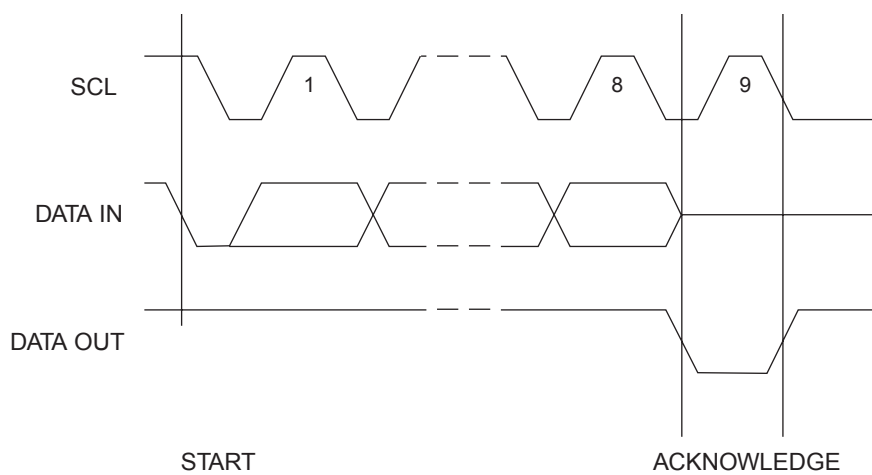 SCL
1
8
9
DATA IN
DATA OUT
START
ACKNOWLEDGE